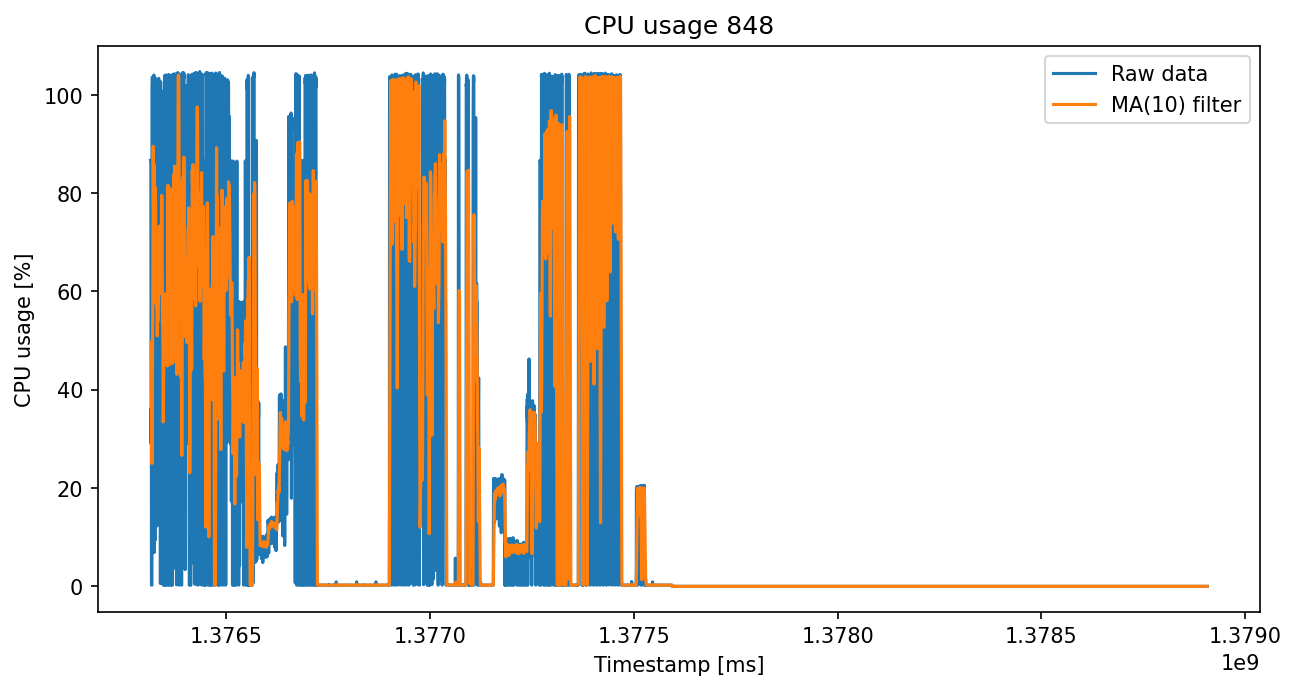 CPU usage 848
Raw data
MA(10) filter
CPU usage [%]
100
80
60
40
20
0
1.3765 1.3770 1.3775 1.3780 1.3785 1.3790
1e9
Timestamp [ms]